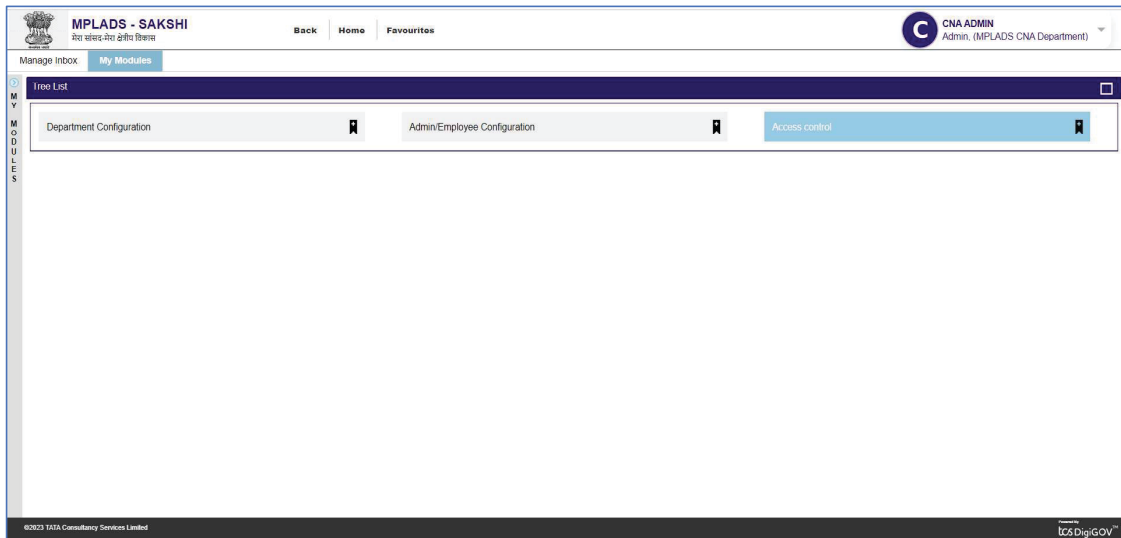 MPLADS - SAKSHI
मेरा सांसद-मेरा क्षेत्रीय विकास
Back Home Favourites
C
CNA ADMIN
Admin, (MPLADS CNA Department)
Manage Inbox My Modules
MY MODULES
Tree List
Department Configuration
Admin/Employee Configuration
Access control
©2023 TATA Consultancy Services Limited
Powered By
tcs DigiGOV™